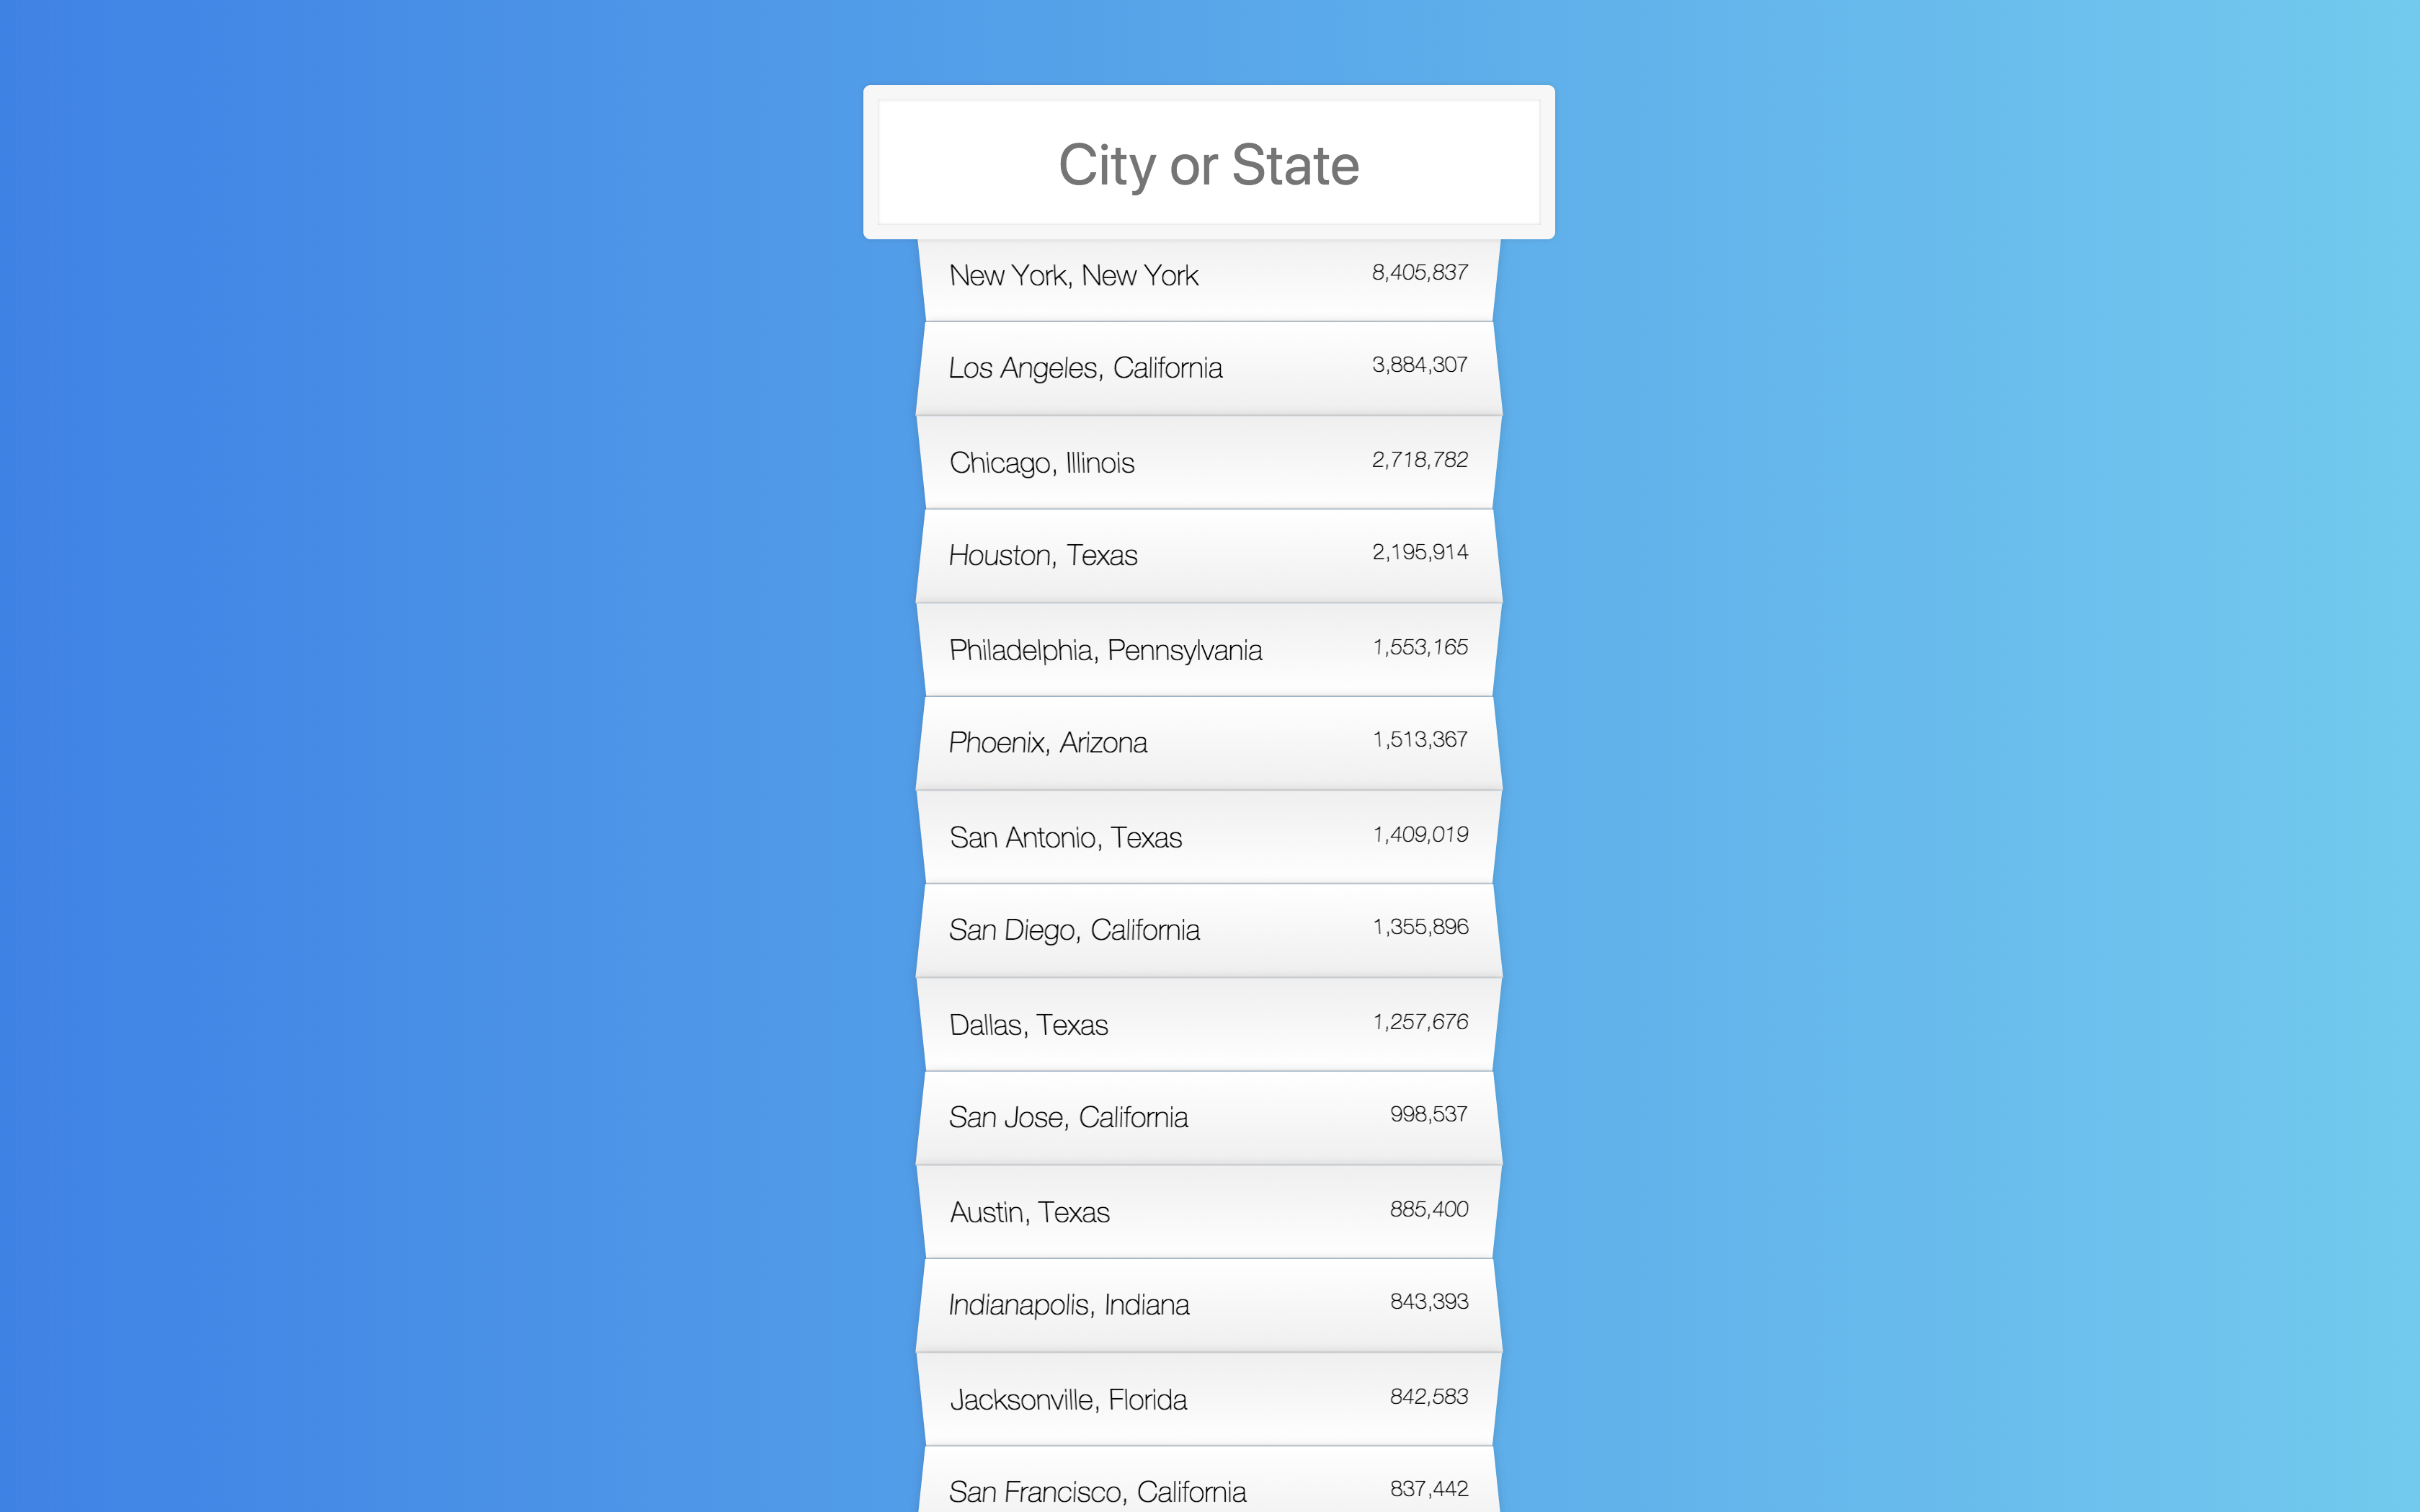 City or State
New York, New York 8,405,837
Los Angeles, California 3,884,307
Chicago, Illinois 2,718,782
Houston, Texas 2,195,914
Philadelphia, Pennsylvania 1,553,165
Phoenix, Arizona 1,513,367
San Antonio, Texas 1,409,019
San Diego, California 1,355,896
Dallas, Texas 1,257,676
San Jose, California 998,537
Austin, Texas 885,400
Indianapolis, Indiana 843,393
Jacksonville, Florida 842,583
San Francisco, California 837,442